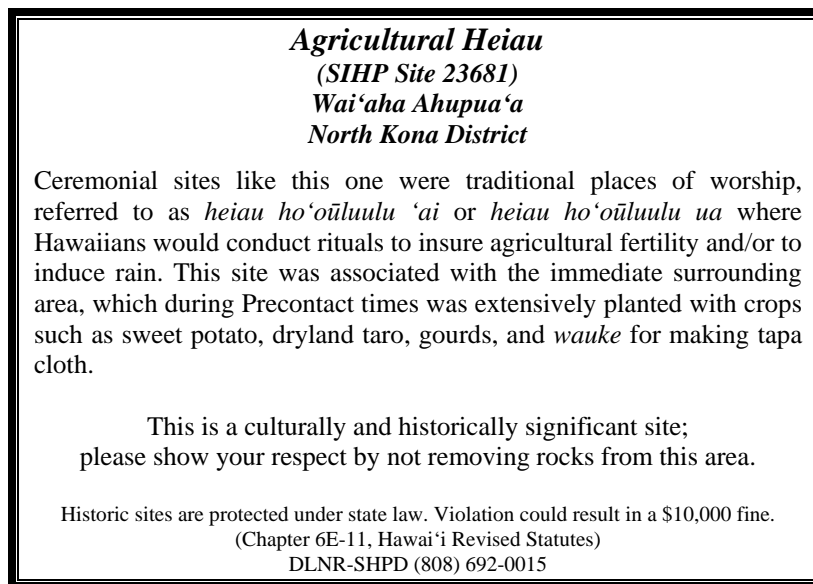 Agricultural Heiau
(SIHP Site 23681)
Wai‘aha Ahupua‘a
North Kona District
Ceremonial sites like this one were traditional places of worship,
referred to as heiau ho‘oūluulu ‘ai or heiau ho‘oūluulu ua where
Hawaiians would conduct rituals to insure agricultural fertility and/or to
induce rain. This site was associated with the immediate surrounding
area, which during Precontact times was extensively planted with crops
such as sweet potato, dryland taro, gourds, and wauke for making tapa
cloth.
This is a culturally and historically significant site;
please show your respect by not removing rocks from this area.
Historic sites are protected under state law. Violation could result in a $10,000 fine.
(Chapter 6E-11, Hawai‘i Revised Statutes)
DLNR-SHPD (808) 692-0015